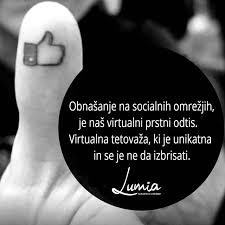 Obnašanje na socialnih omrežjih,
je naš virtualni prstni odtis.
Virtualna tetovaža, ki je unikatna
in se je ne da izbrisati.
Lumia